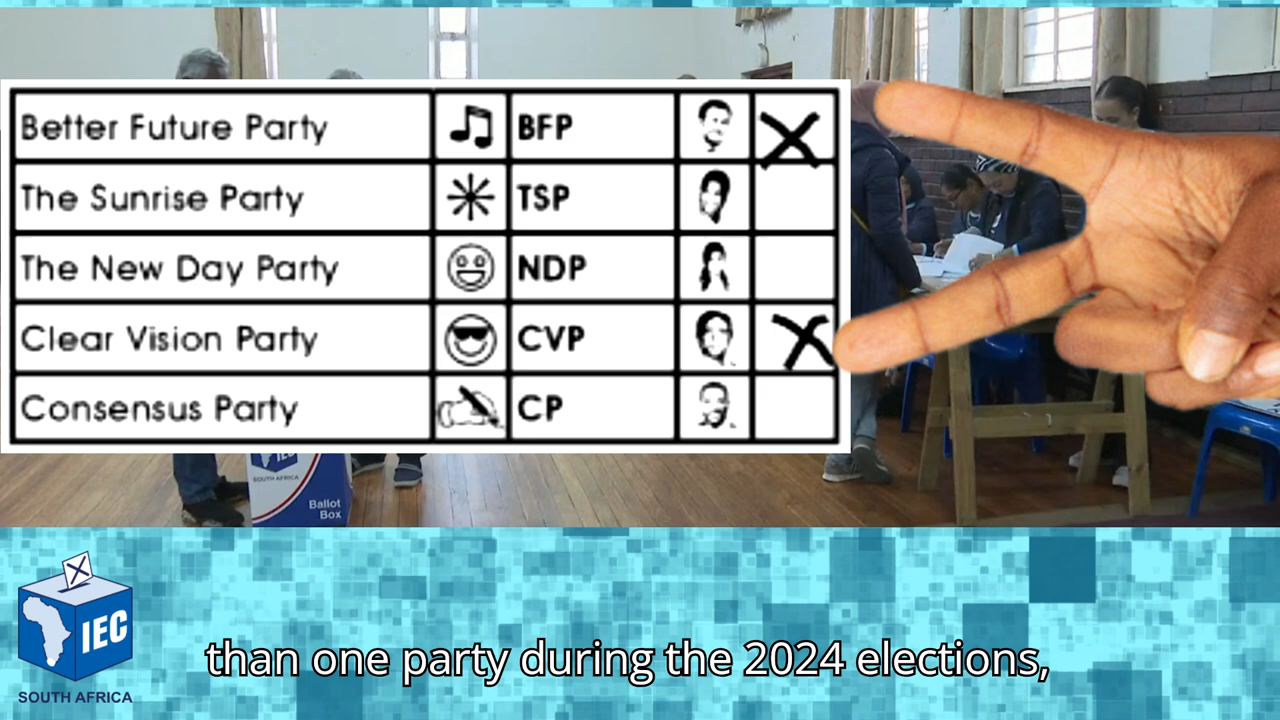 Better Future Party BFP
The Sunrise Party TSP
The New Day Party NDP
Clear Vision Party CVP
Consensus Party CP
IEC
SOUTH AFRICA
Ballot
Box
IEC
SOUTH AFRICA
than one party during the 2024 elections,